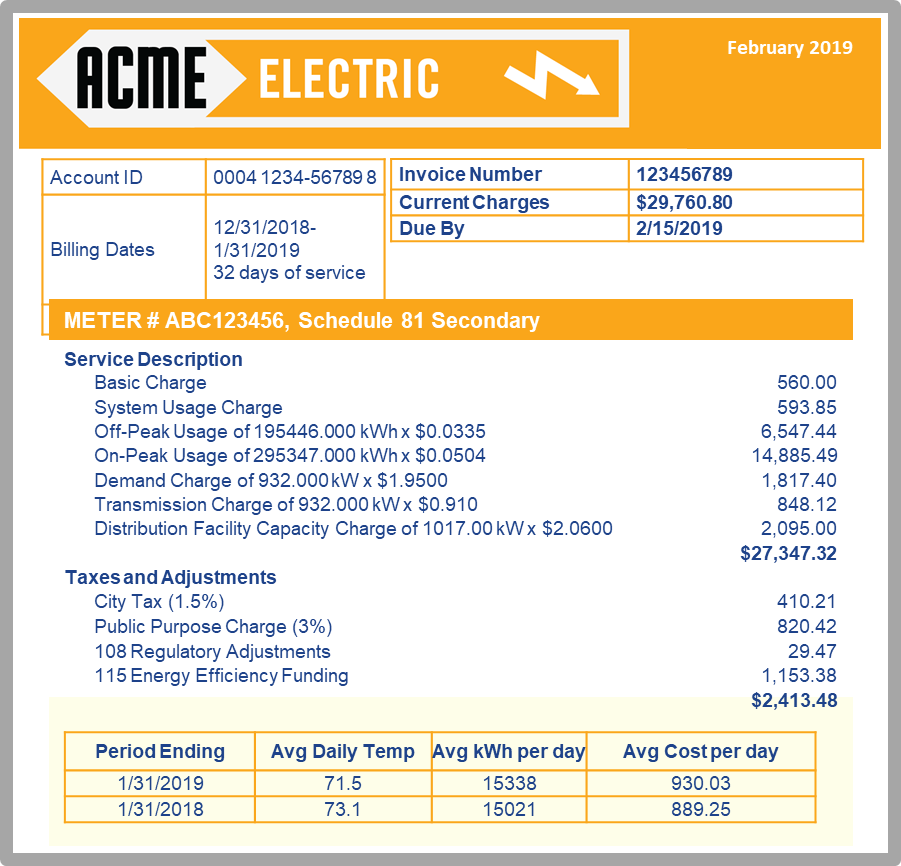 ACME ELECTRIC
February 2019
Account ID 0004 1234-56789 8
Billing Dates 12/31/2018-
1/31/2019
32 days of service
Invoice Number 123456789
Current Charges $29,760.80
Due By 2/15/2019
METER # ABC123456, Schedule 81 Secondary
Service Description
Basic Charge 560.00
System Usage Charge 593.85
Off-Peak Usage of 195446.000 kWh x $0.0335 6,547.44
On-Peak Usage of 295347.000 kWh x $0.0504 14,885.49
Demand Charge of 932.000 kW x $1.9500 1,817.40
Transmission Charge of 932.000 kW x $0.910 848.12
Distribution Facility Capacity Charge of 1017.00 kW x $2.0600 2,095.00
$27,347.32
Taxes and Adjustments
City Tax (1.5%) 410.21
Public Purpose Charge (3%) 820.42
108 Regulatory Adjustments 29.47
115 Energy Efficiency Funding 1,153.38
$2,413.48
Period Ending Avg Daily Temp Avg kWh per day Avg Cost per day
1/31/2019 71.5 15338 930.03
1/31/2018 73.1 15021 889.25